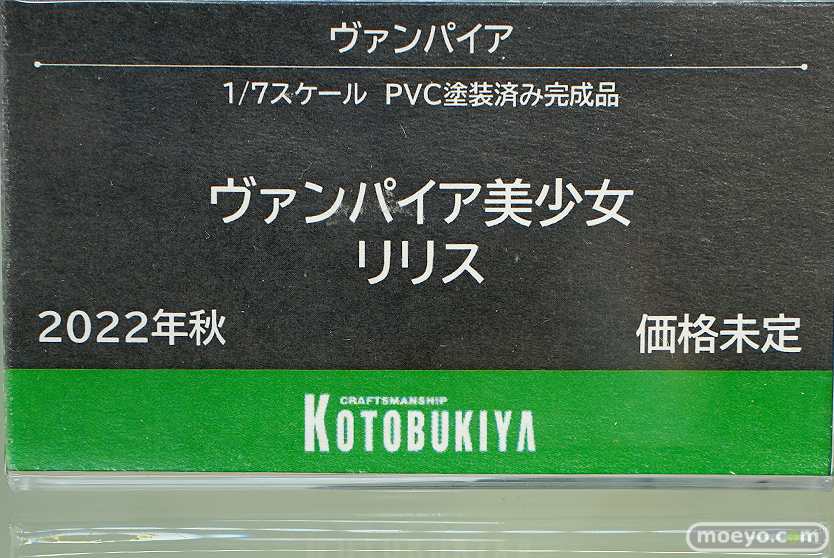 ヴァンパイア
1/7スケール PVC塗装済み完成品
ヴァンパイア美少女
リリス
2022年秋
価格未定
CRAFTSMANSHIP
KOTOBUKIYA
moeyo.com